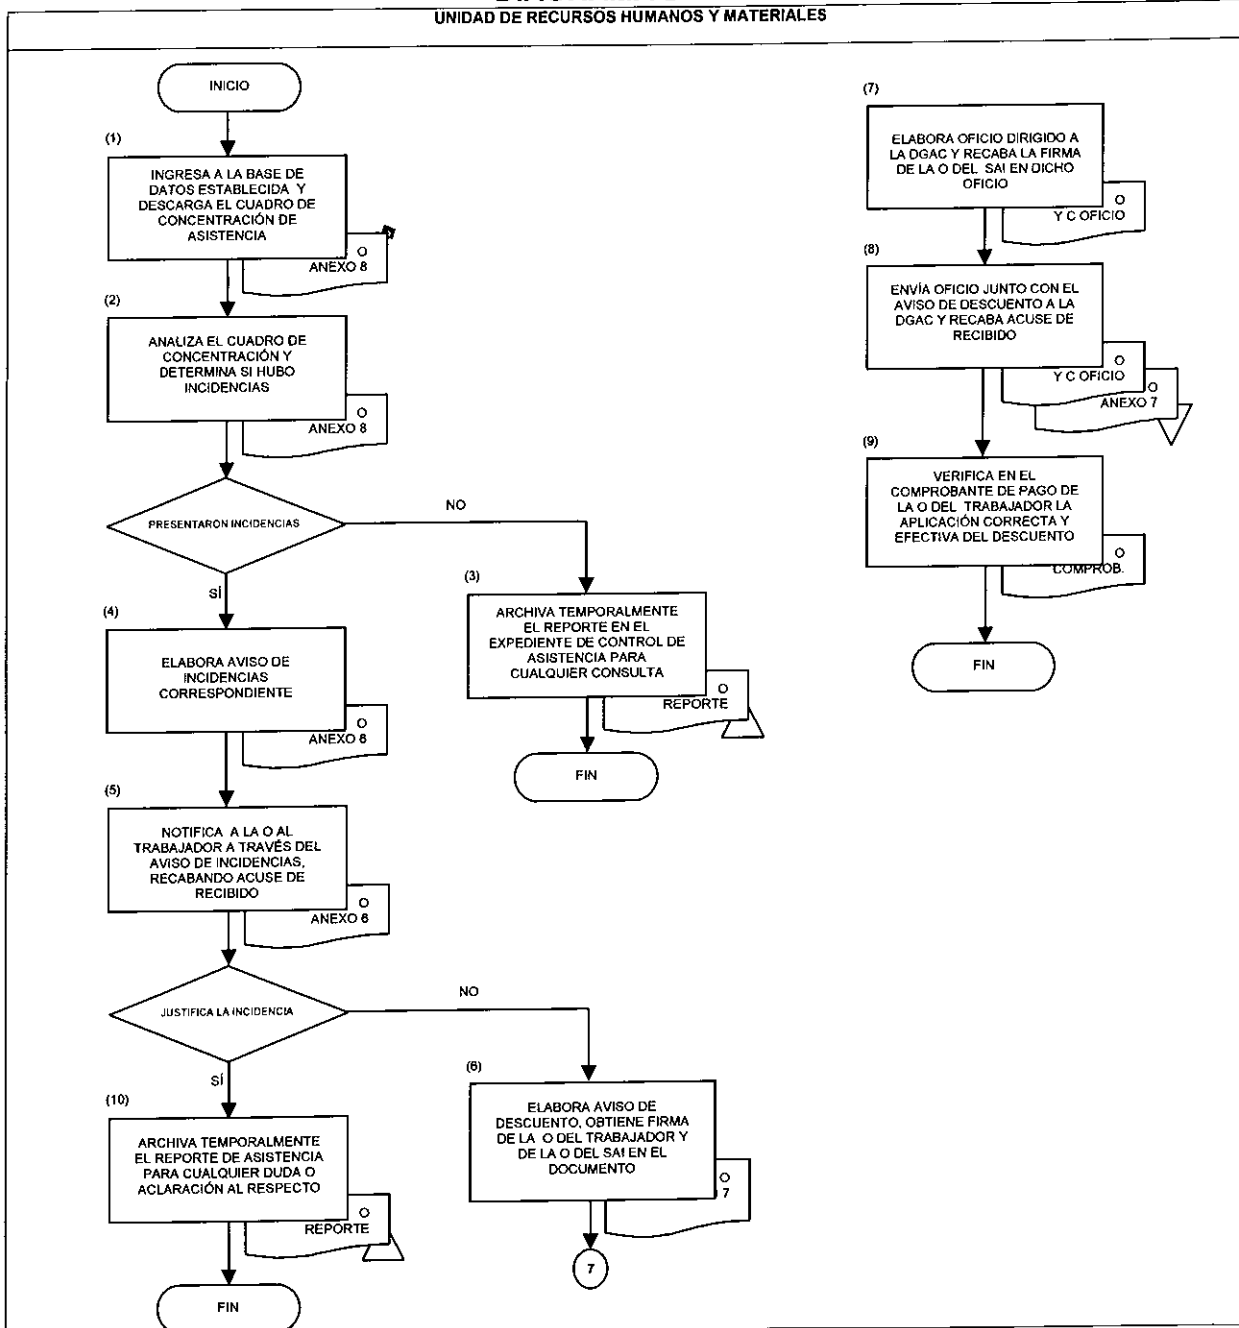 UNIDAD DE RECURSOS HUMANOS Y MATERIALES
INICIO
(1)
INGRESA A LA BASE DE
DATOS ESTABLECIDA Y
DESCARGA EL CUADRO DE
CONCENTRACIÓN DE
ASISTENCIA
O
ANEXO 8
(2)
ANALIZA EL CUADRO DE
CONCENTRACIÓN Y
DETERMINA SI HUBO
INCIDENCIAS
O
ANEXO 8
PRESENTARON INCIDENCIAS
NO
SÍ
(3)
ARCHIVA TEMPORALMENTE
EL REPORTE EN EL
EXPEDIENTE DE CONTROL DE
ASISTENCIA PARA
CUALQUIER CONSULTA
O
REPORTE
FIN
(4)
ELABORA AVISO DE
INCIDENCIAS
CORRESPONDIENTE
O
ANEXO 6
(5)
NOTIFICA A LA O AL
TRABAJADOR A TRAVÉS DEL
AVISO DE INCIDENCIAS,
RECABANDO ACUSE DE
RECIBIDO
O
ANEXO 6
JUSTIFICA LA INCIDENCIA
NO
SÍ
(6)
ELABORA AVISO DE
DESCUENTO, OBTIENE FIRMA
DE LA O DEL TRABAJADOR Y
DE LA O DEL SAI EN EL
DOCUMENTO
O
7
7
(10)
ARCHIVA TEMPORALMENTE
EL REPORTE DE ASISTENCIA
PARA CUALQUIER DUDA O
ACLARACIÓN AL RESPECTO
O
REPORTE
FIN
(7)
ELABORA OFICIO DIRIGIDO A
LA DGAC Y RECABA LA FIRMA
DE LA O DEL SAI EN DICHO
OFICIO
O
Y C OFICIO
(8)
ENVÍA OFICIO JUNTO CON EL
AVISO DE DESCUENTO A LA
DGAC Y RECABA ACUSE DE
RECIBIDO
O
Y C OFICIO
O
ANEXO 7
(9)
VERIFICA EN EL
COMPROBANTE DE PAGO DE
LA O DEL TRABAJADOR LA
APLICACIÓN CORRECTA Y
EFECTIVA DEL DESCUENTO
O
COMPROB.
FIN